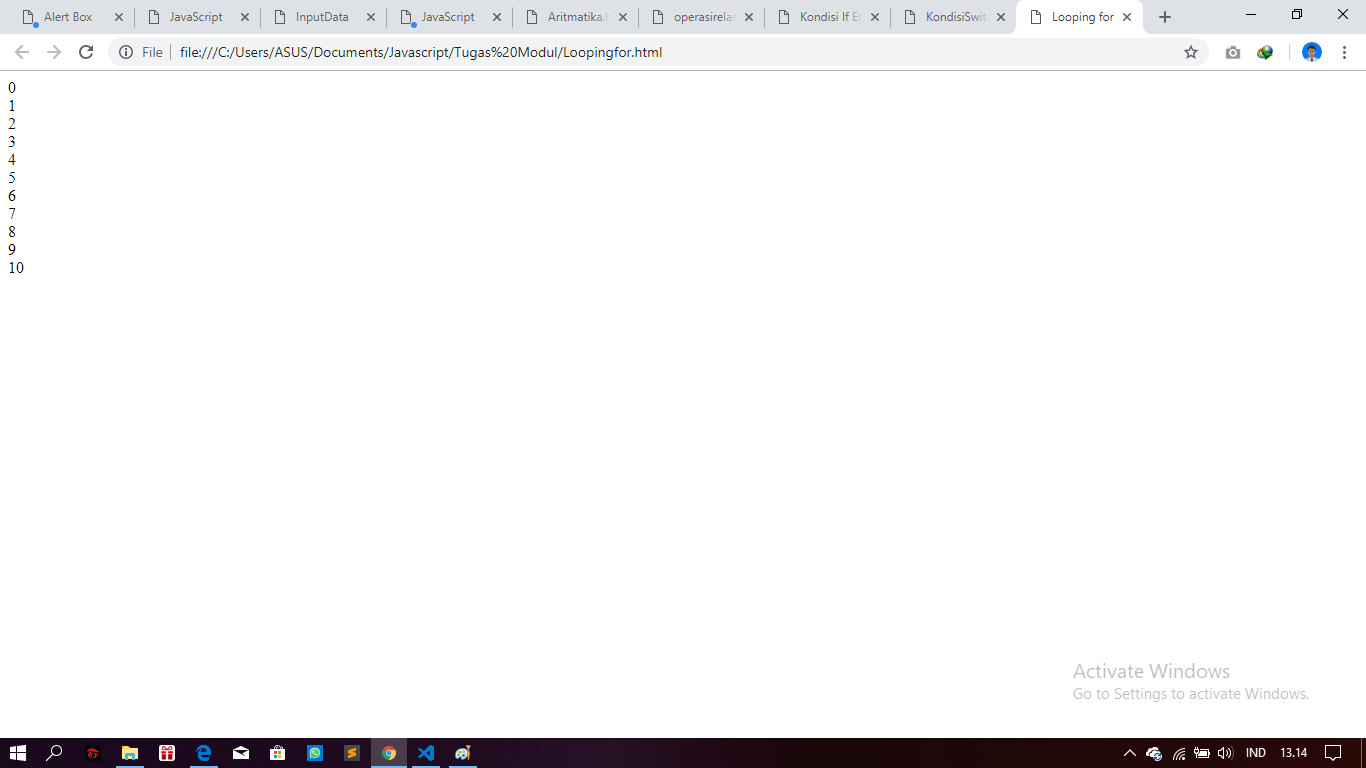 Alert Box
JavaScript
InputData
JavaScript
Aritmatika.h
operasirelas
Kondisi If El
KondisiSwit
Looping for
File
file:///C:/Users/ASUS/Documents/Javascript/Tugas%20Modul/Loopingfor.html
0
1
2
3
4
5
6
7
8
9
10
Activate Windows
Go to Settings to activate Windows.
IND
13.14